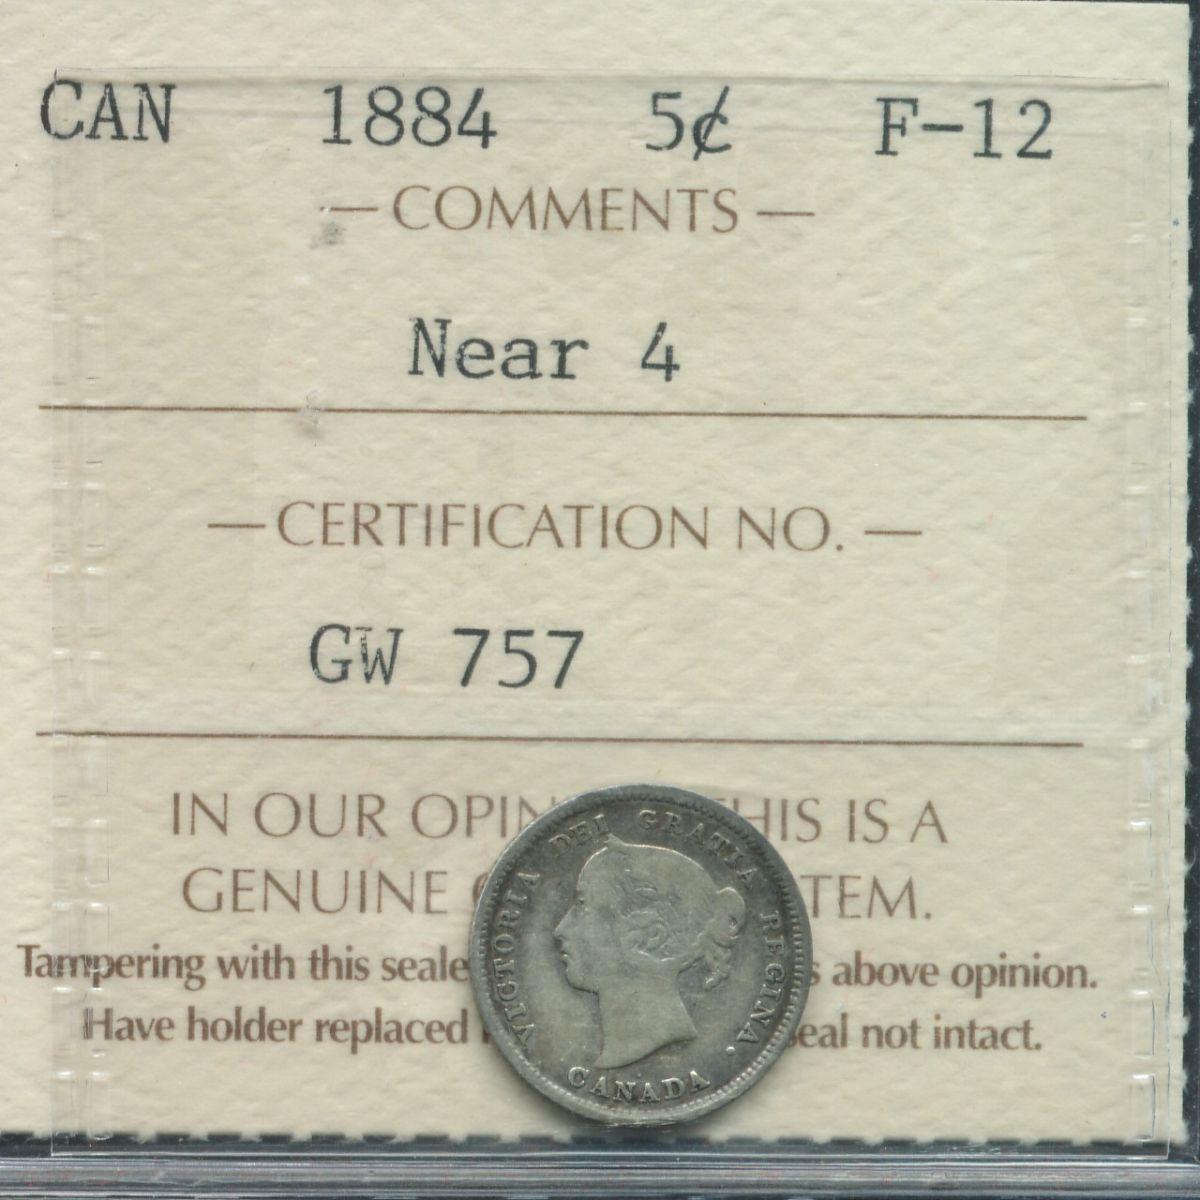 CAN 1884 5¢ F-12
— COMMENTS —
Near 4
— CERTIFICATION NO. —
GW 757
IN OUR OPIN THIS IS A
GENUINE TEM.
Tampering with this seale s above opinion.
Have holder replaced seal not intact.
VICTORIA DEI GRATIA REGINA.
CANADA